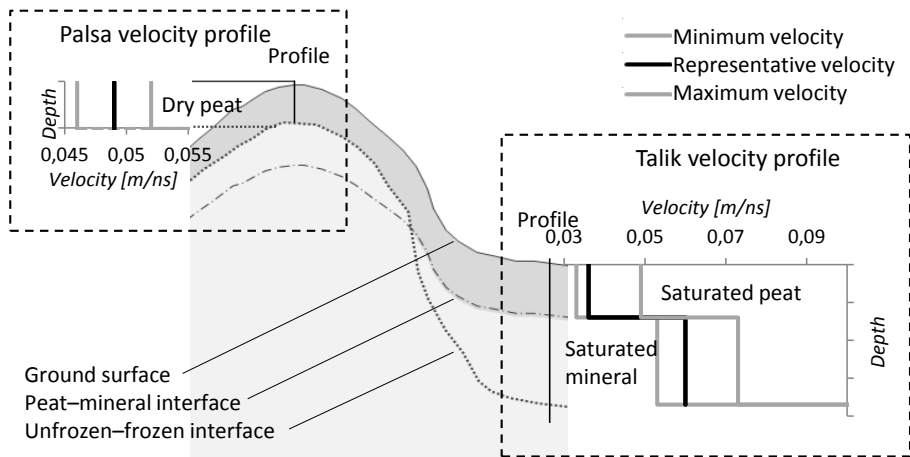 Palsa velocity profile
Profile
Dry peat
Depth
0,045 0,05 0,055
Velocity [m/ns]
Minimum velocity
Representative velocity
Maximum velocity
Talik velocity profile
Velocity [m/ns]
Profile
0,03 0,05 0,07 0,09
Saturated peat
Saturated
mineral
Depth
Ground surface
Peat–mineral interface
Unfrozen–frozen interface